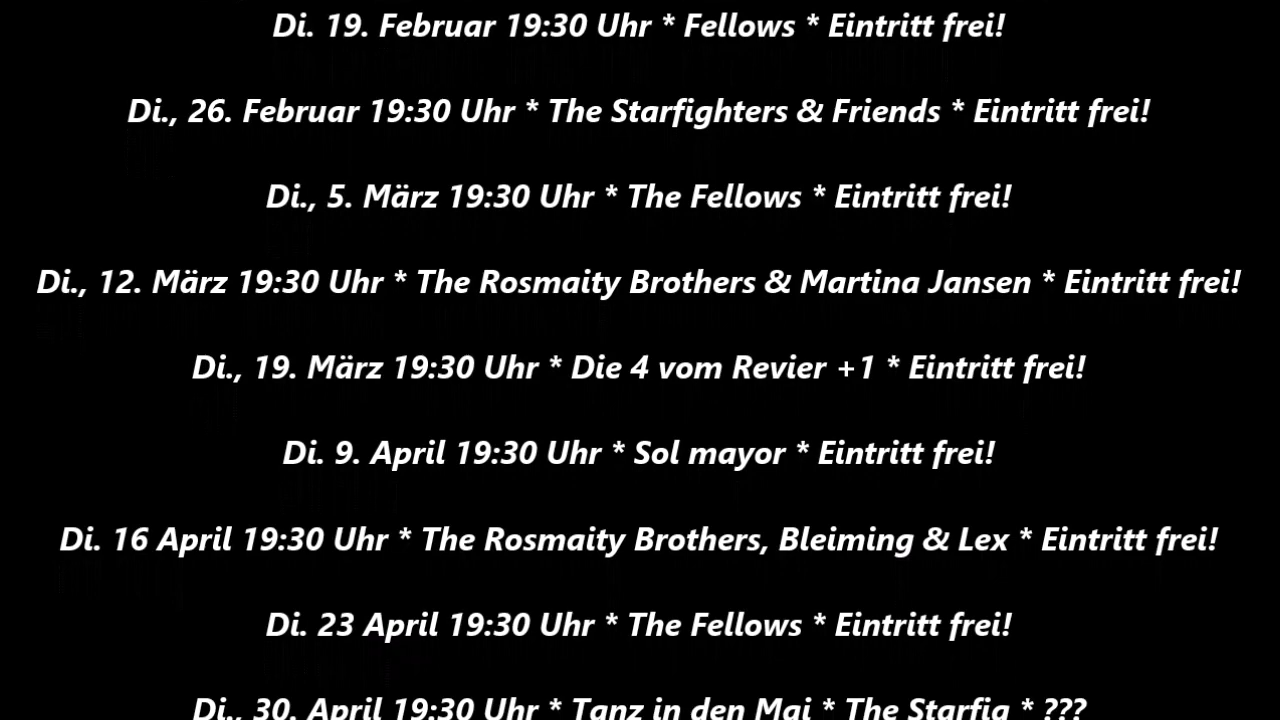 Di. 19. Februar 19:30 Uhr * Fellows * Eintritt frei!
Di., 26. Februar 19:30 Uhr * The Starfighters & Friends * Eintritt frei!
Di., 5. März 19:30 Uhr * The Fellows * Eintritt frei!
Di., 12. März 19:30 Uhr * The Rosmaity Brothers & Martina Jansen * Eintritt frei!
Di., 19. März 19:30 Uhr * Die 4 vom Revier +1 * Eintritt frei!
Di. 9. April 19:30 Uhr * Sol mayor * Eintritt frei!
Di. 16 April 19:30 Uhr * The Rosmaity Brothers, Bleiming & Lex * Eintritt frei!
Di. 23 April 19:30 Uhr * The Fellows * Eintritt frei!
Di., 30. April 19:30 Uhr * Tanz in den Mai * The Starfig * ???